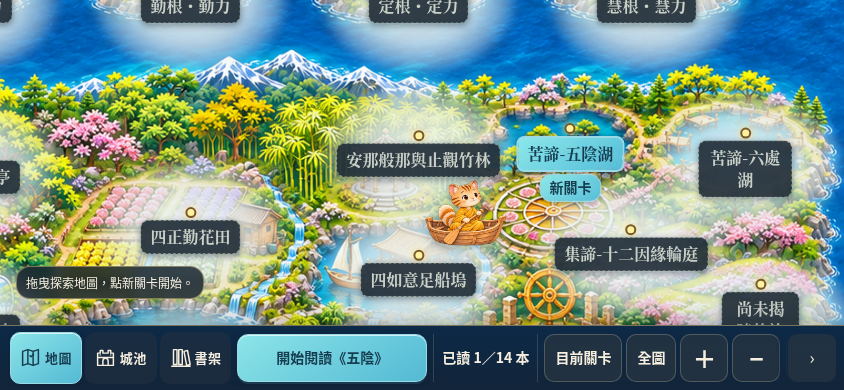 勤根・勤力
定根・定力
慧根・慧力
安那般那與止觀竹林
苦諦-五陰湖
新關卡
苦諦-六處
湖
亭
四正勤花田
集諦-十二因緣輪庭
四如意足船塢
拖曳探索地圖，點新關卡開始。
尚未揭
地圖
城池
書架
開始閱讀《五陰》
已讀 1／14 本
目前關卡
全圖
+
−
›